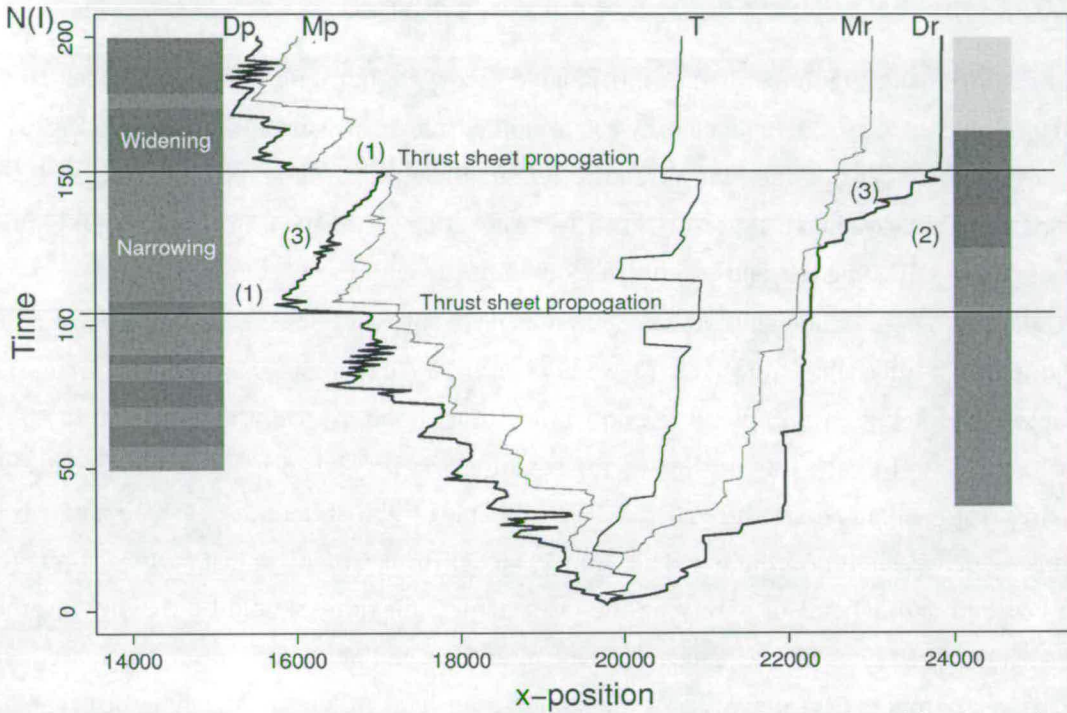 N(I)
Dp Mp T Mr Dr
200
Widening
(1) Thrust sheet propogation
150
(3)
Narrowing
(3)
(2)
(1)
Thrust sheet propogation
100
50
0
Time
14000 16000 18000 20000 22000 24000
x-position